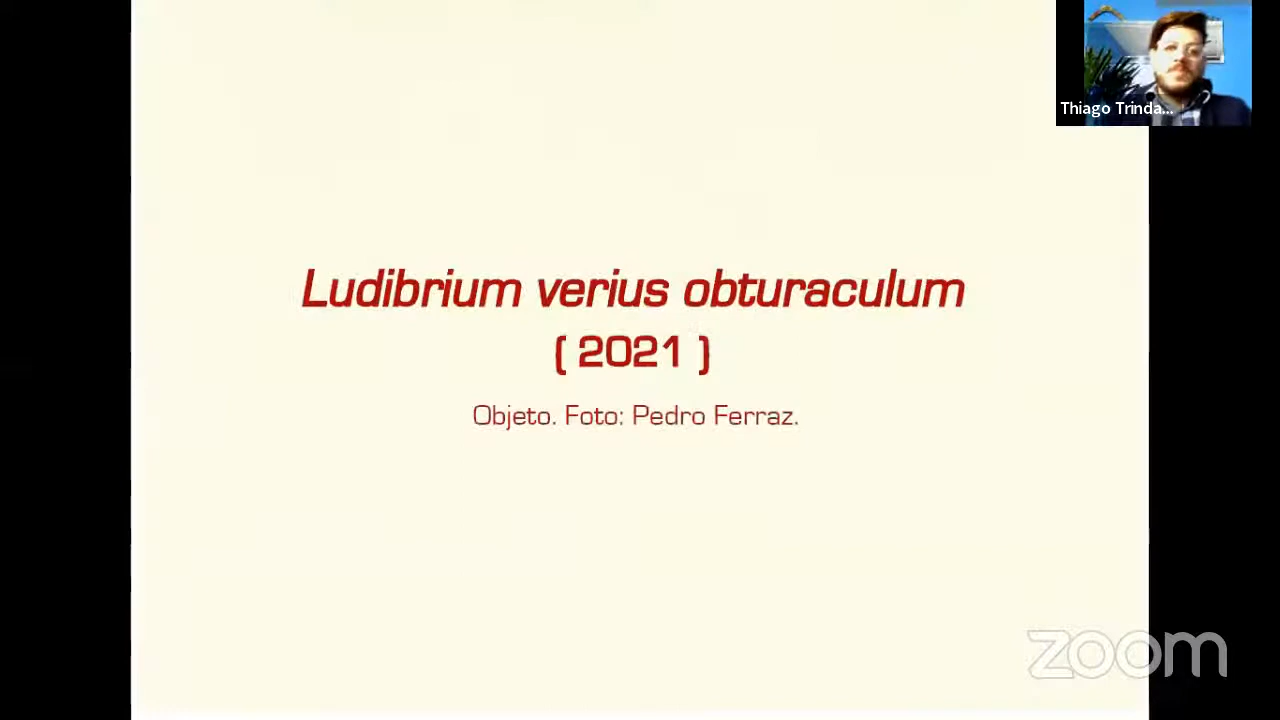 Thiago Trinda...
Ludibrium verius obturaculum
( 2021 )
Objeto. Foto: Pedro Ferraz.
zoom